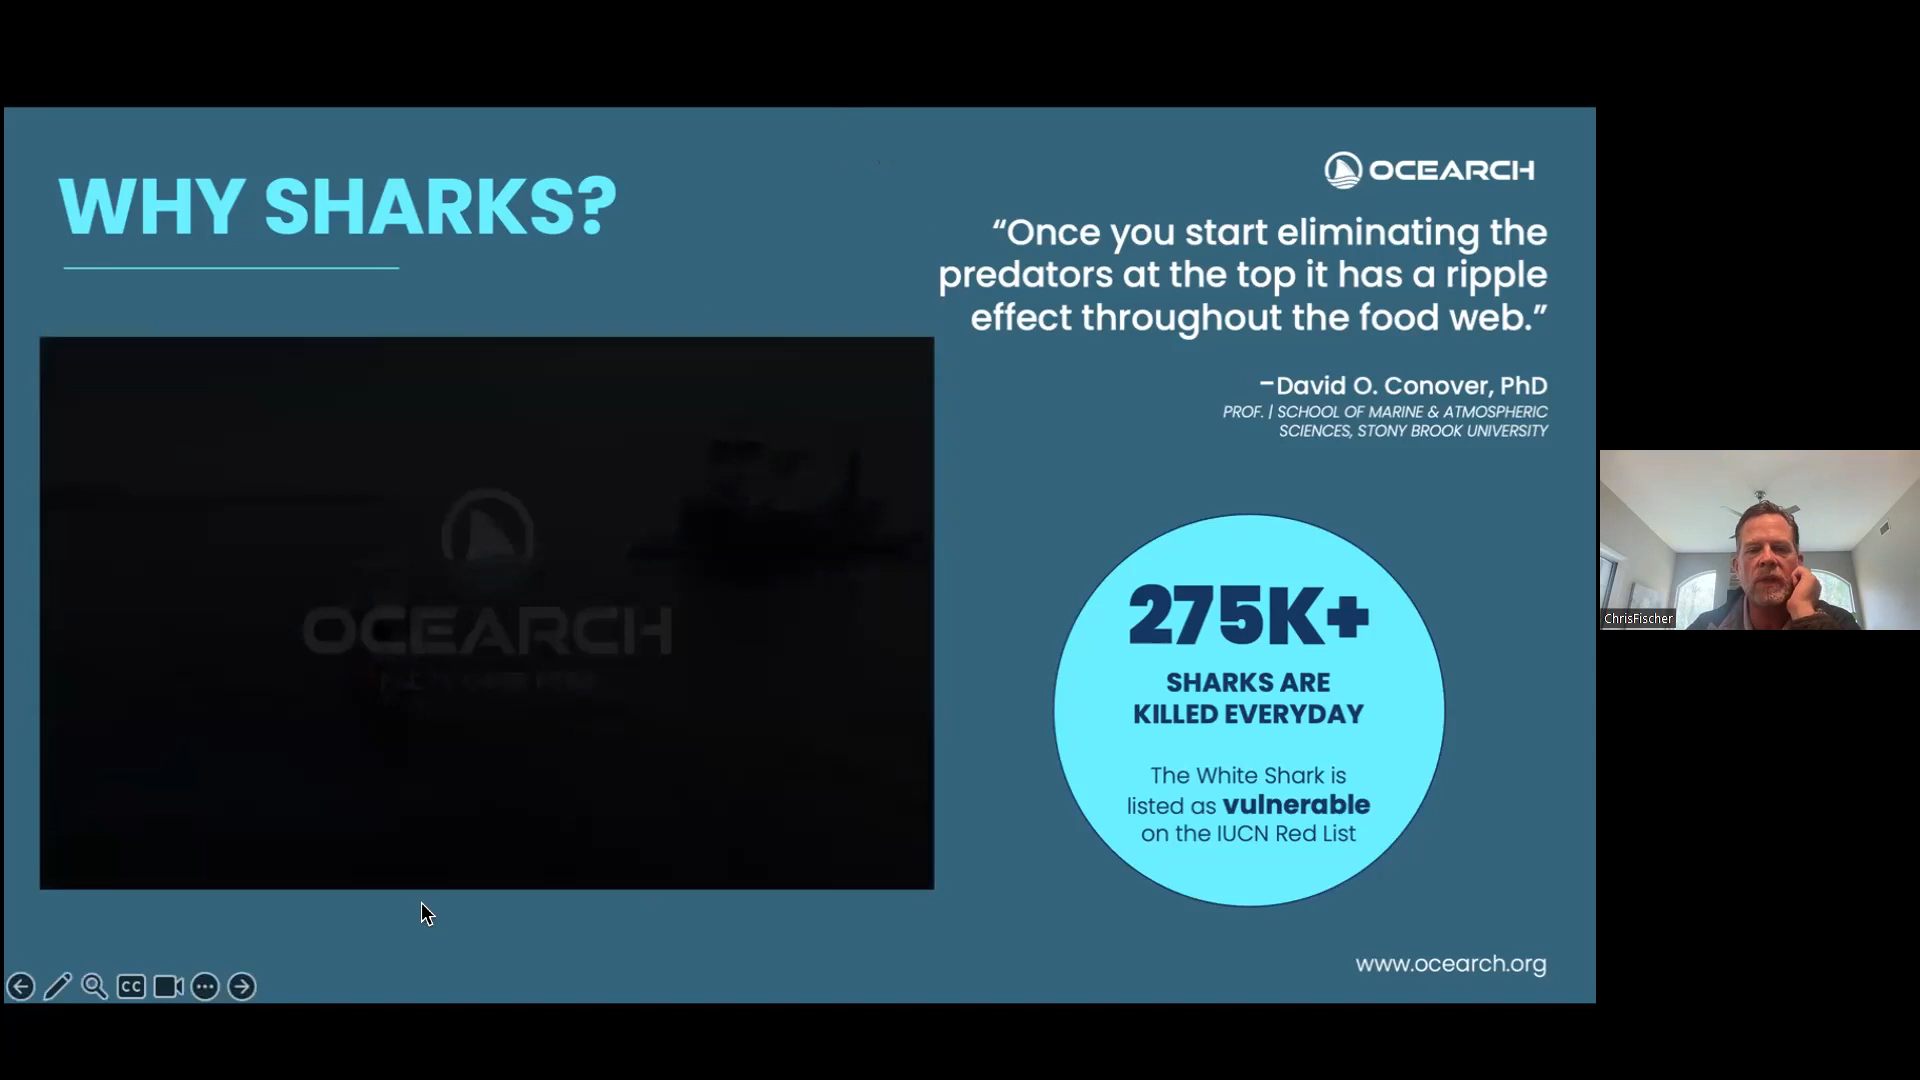 WHY SHARKS?
OCEARCH
“Once you start eliminating the
predators at the top it has a ripple
effect throughout the food web.”
–David O. Conover, PhD
PROF. | SCHOOL OF MARINE & ATMOSPHERIC
SCIENCES, STONY BROOK UNIVERSITY
OCEARCH
275K+
SHARKS ARE
KILLED EVERYDAY
The White Shark is
listed as vulnerable
on the IUCN Red List
www.ocearch.org
CC
ChrisFischer